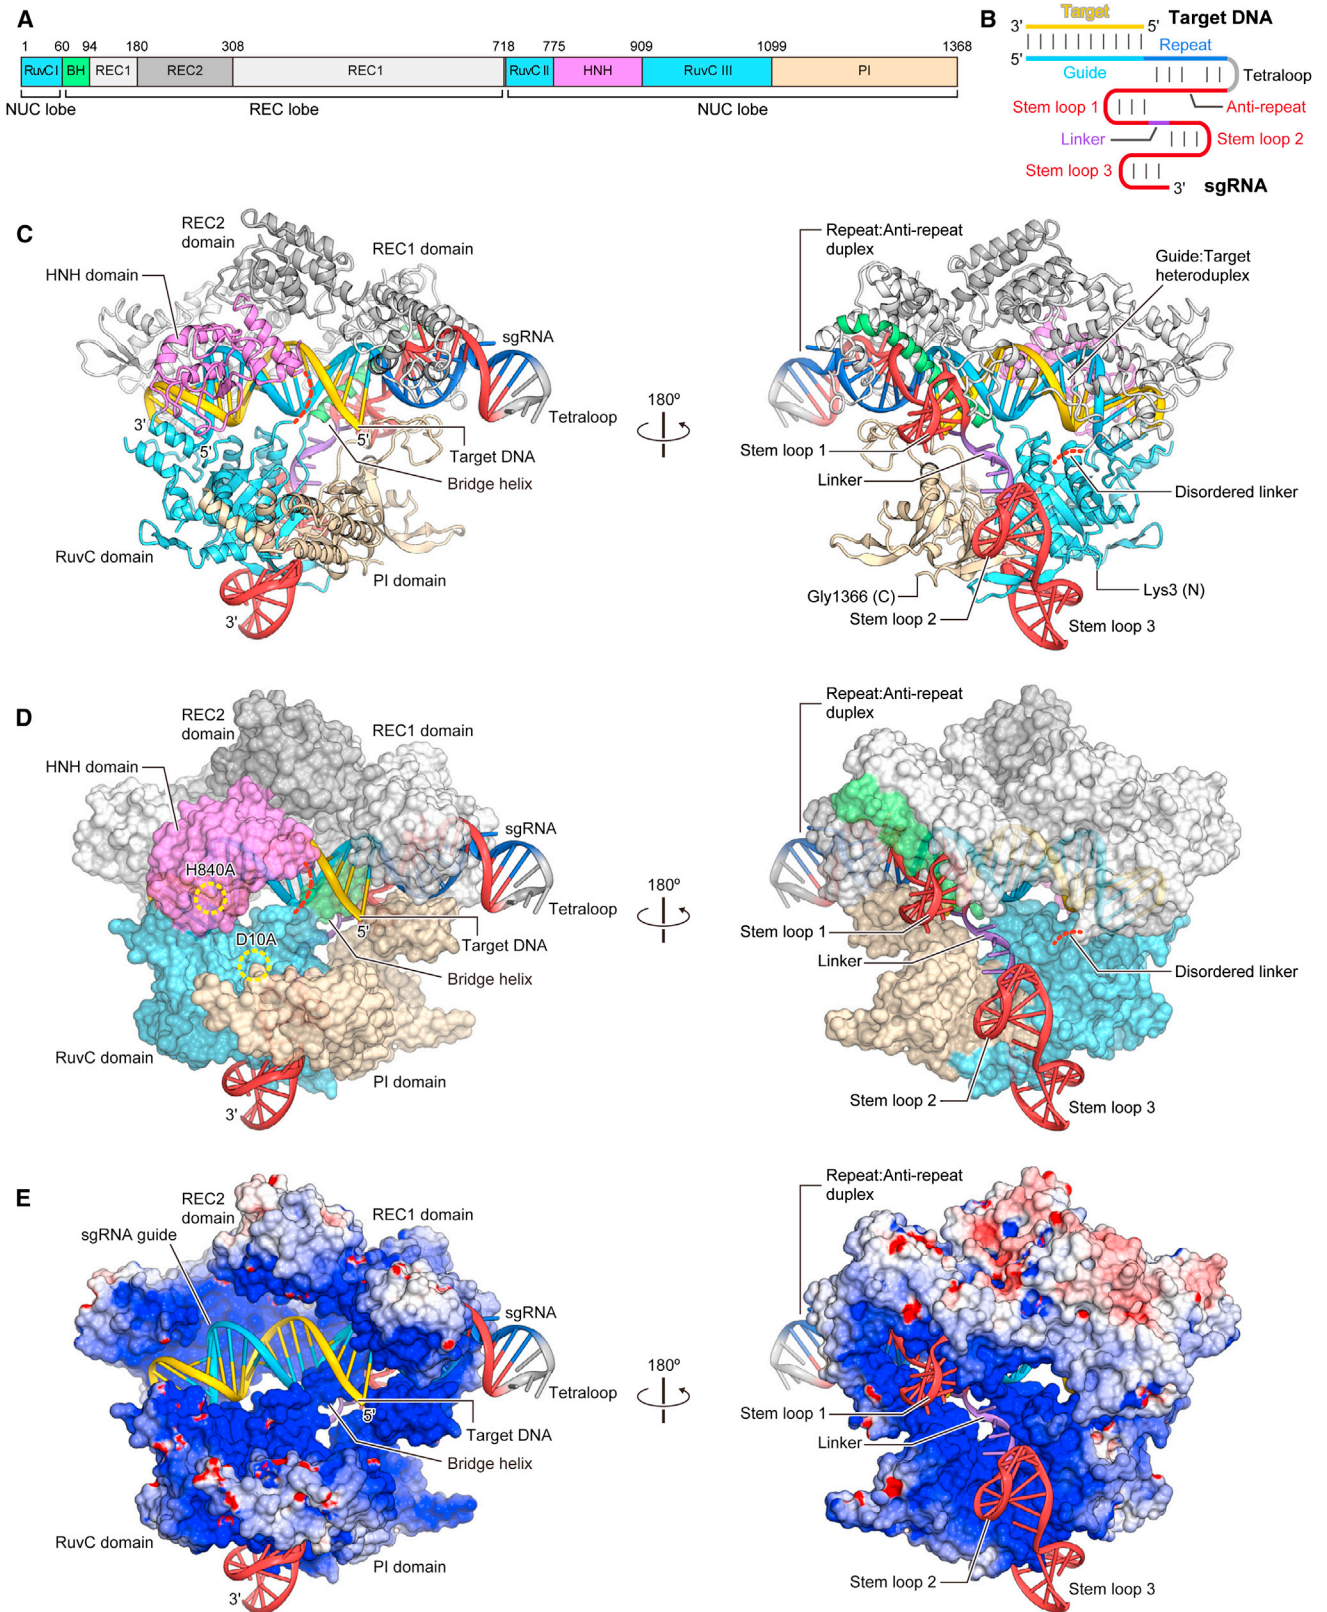 A
1 60 94 180 308 718 775 909 1099 1368
RuvC I BH REC1 REC2 REC1 RuvC II HNH RuvC III PI
NUC lobe REC lobe NUC lobe
B
3' Target 5' Target DNA
Repeat
5'
Guide Tetraloop
Stem loop 1 Anti-repeat
Linker Stem loop 2
Stem loop 3
3' sgRNA
C
REC2
domain
REC1 domain
HNH domain
sgRNA
Tetraloop
3'
5'
5'
Target DNA
Bridge helix
RuvC domain
PI domain
3'
180º
Repeat:Anti-repeat
duplex
Guide:Target
heteroduplex
Stem loop 1
Linker
Disordered linker
Gly1366 (C)
Lys3 (N)
Stem loop 2
Stem loop 3
D
REC2
domain
REC1 domain
HNH domain
sgRNA
H840A
Tetraloop
5'
D10A
Target DNA
Bridge helix
RuvC domain
PI domain
3'
180º
Repeat:Anti-repeat
duplex
Stem loop 1
Linker
Disordered linker
Stem loop 2
Stem loop 3
E
REC2
domain
REC1 domain
sgRNA guide
sgRNA
Tetraloop
5'
Target DNA
Bridge helix
RuvC domain
PI domain
3'
180º
Repeat:Anti-repeat
duplex
Stem loop 1
Linker
Stem loop 2
Stem loop 3